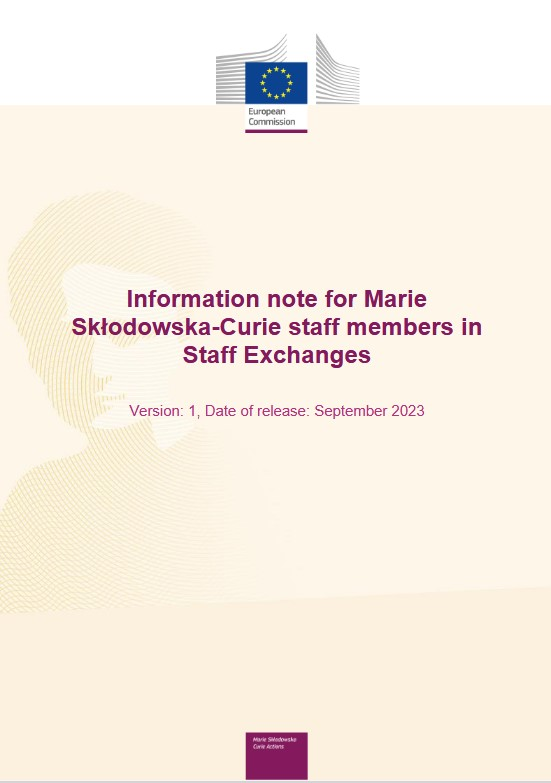 European
Commission
Information note for Marie
Skłodowska-Curie staff members in
Staff Exchanges
Version: 1, Date of release: September 2023
Marie Skłodowska
Curie Actions